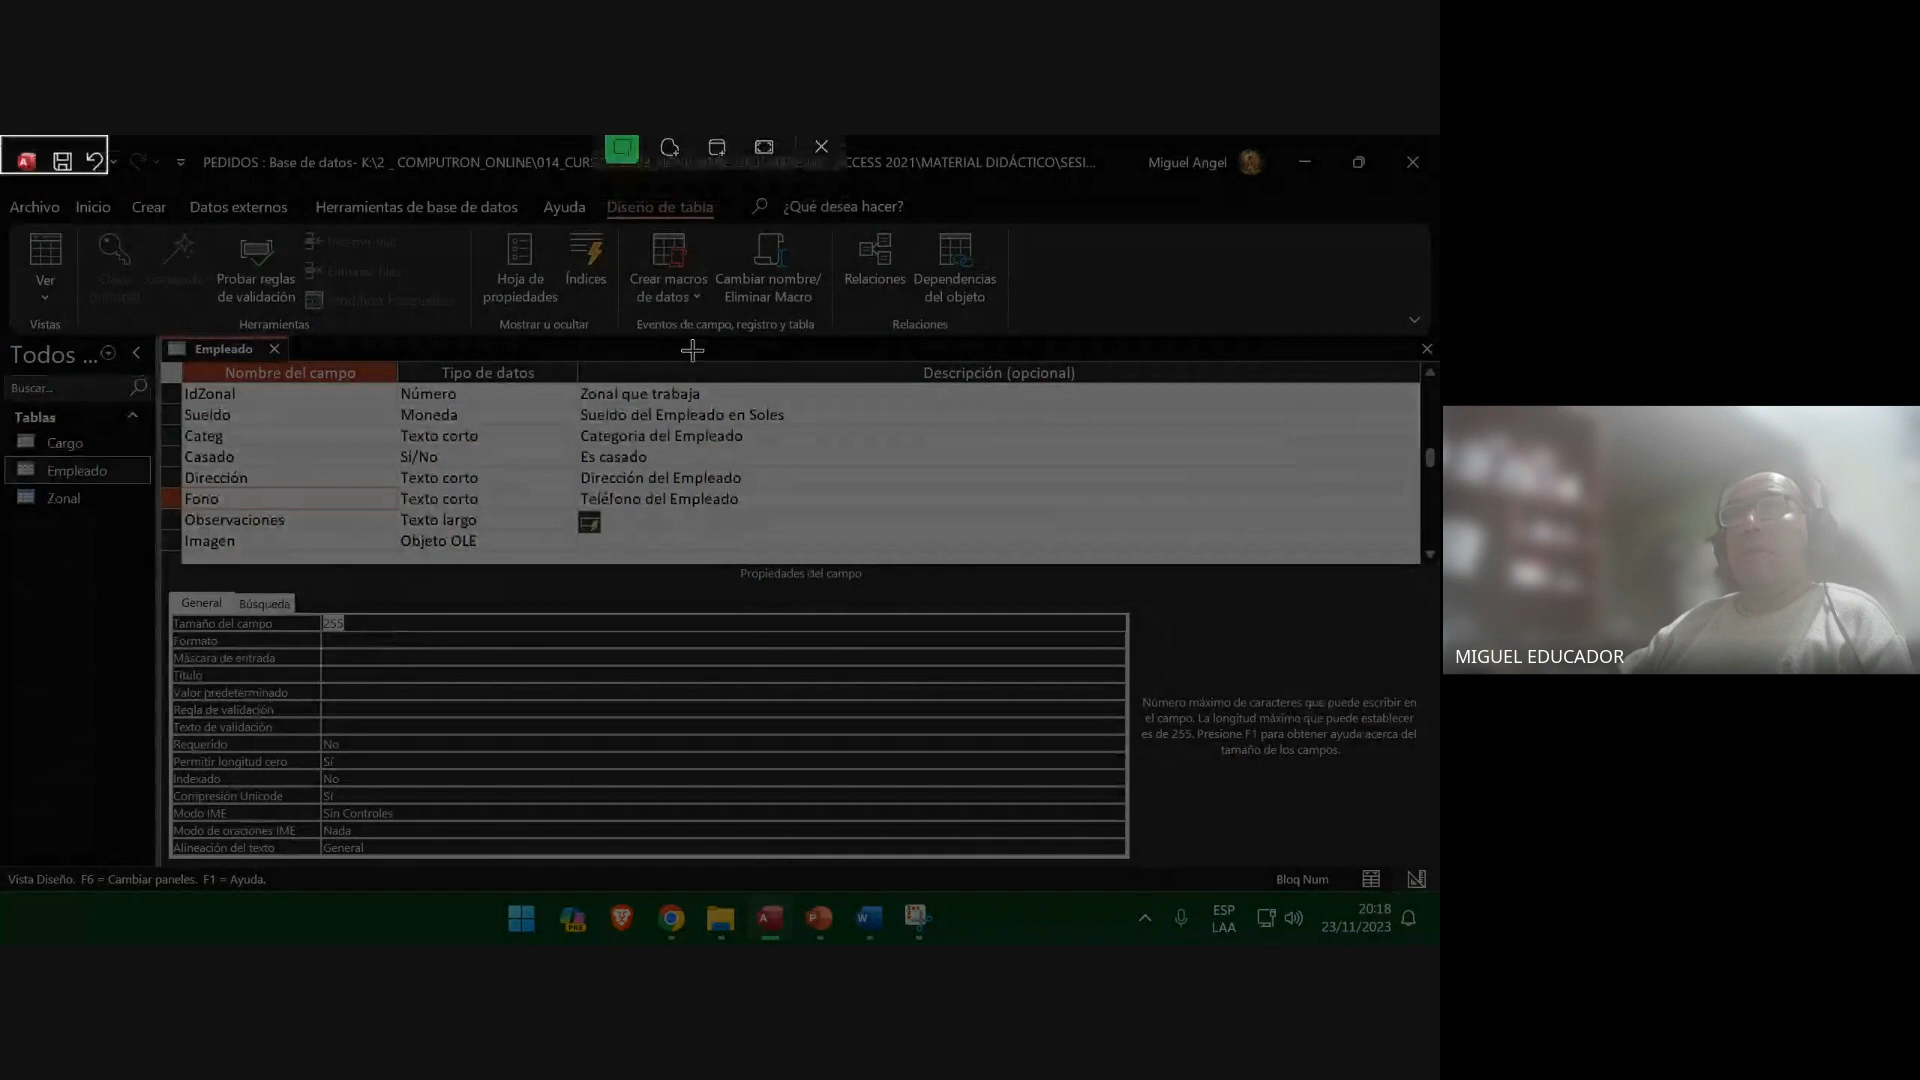 PEDIDOS : Base de datos- K:\2 _ COMPUTRON_ONLINE\014_CUR
CCESS 2021\MATERIAL DIDÁCTICO\SESI...
Miguel Angel
Archivo Inicio Crear Datos externos Herramientas de base de datos Ayuda Diseño de tabla ¿Qué desea hacer?
Ver
Clave principal
Probar reglas de validación
Hoja de propiedades
Índices
Crear macros de datos
Cambiar nombre/ Eliminar Macro
Relaciones
Dependencias del objeto
Vistas
Herramientas
Mostrar u ocultar
Eventos de campo, registro y tabla
Relaciones
Todos ...
Buscar...
Tablas
Cargo
Empleado
Zonal
Empleado
Nombre del campo Tipo de datos Descripción (opcional)
IdZonal Número Zonal que trabaja
Sueldo Moneda Sueldo del Empleado en Soles
Categ Texto corto Categoria del Empleado
Casado Sí/No Es casado
Dirección Texto corto Dirección del Empleado
Fono Texto corto Teléfono del Empleado
Observaciones Texto largo
Imagen Objeto OLE
Propiedades del campo
General Búsqueda
Tamaño del campo 255
Formato
Máscara de entrada
Título
Valor predeterminado
Regla de validación
Texto de validación
Requerido No
Permitir longitud cero Sí
Indexado No
Compresión Unicode Sí
Modo IME Sin Controles
Modo de oraciones IME Nada
Alineación del texto General
Número máximo de caracteres que puede escribir en
el campo. La longitud máxima que puede establecer
es de 255. Presione F1 para obtener ayuda acerca del
tamaño de los campos.
Vista Diseño. F6 = Cambiar paneles. F1 = Ayuda.
Bloq Num
ESP
LAA
20:18
23/11/2023
MIGUEL EDUCADOR